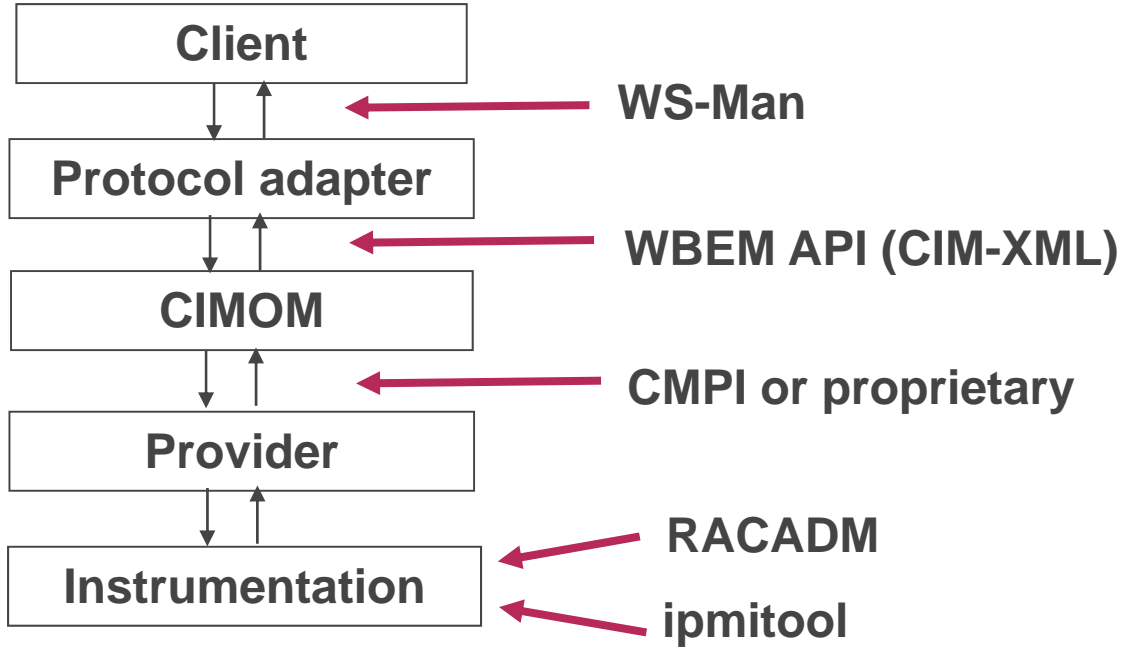 Client
WS-Man
Protocol adapter
WBEM API (CIM-XML)
CIMOM
CMPI or proprietary
Provider
RACADM
Instrumentation
ipmitool